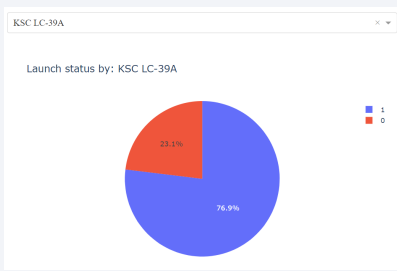 KSC LC-39A × ▾
Launch status by: KSC LC-39A
1
0
23.1%
76.9%